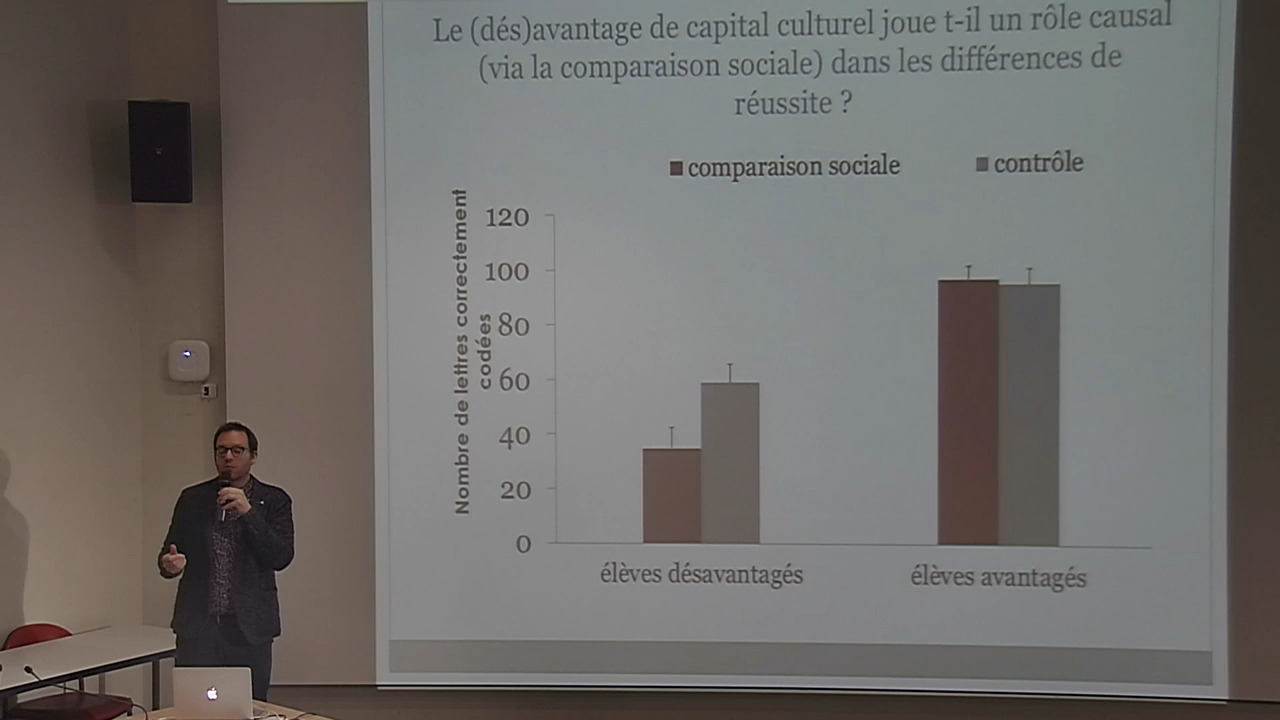 Le (dés)avantage de capital culturel joue t-il un rôle causal
(via la comparaison sociale) dans les différences de
réussite ?
comparaison sociale
contrôle
Nombre de lettres correctement
codées
120
100
80
60
40
20
0
élèves désavantagés
élèves avantagés